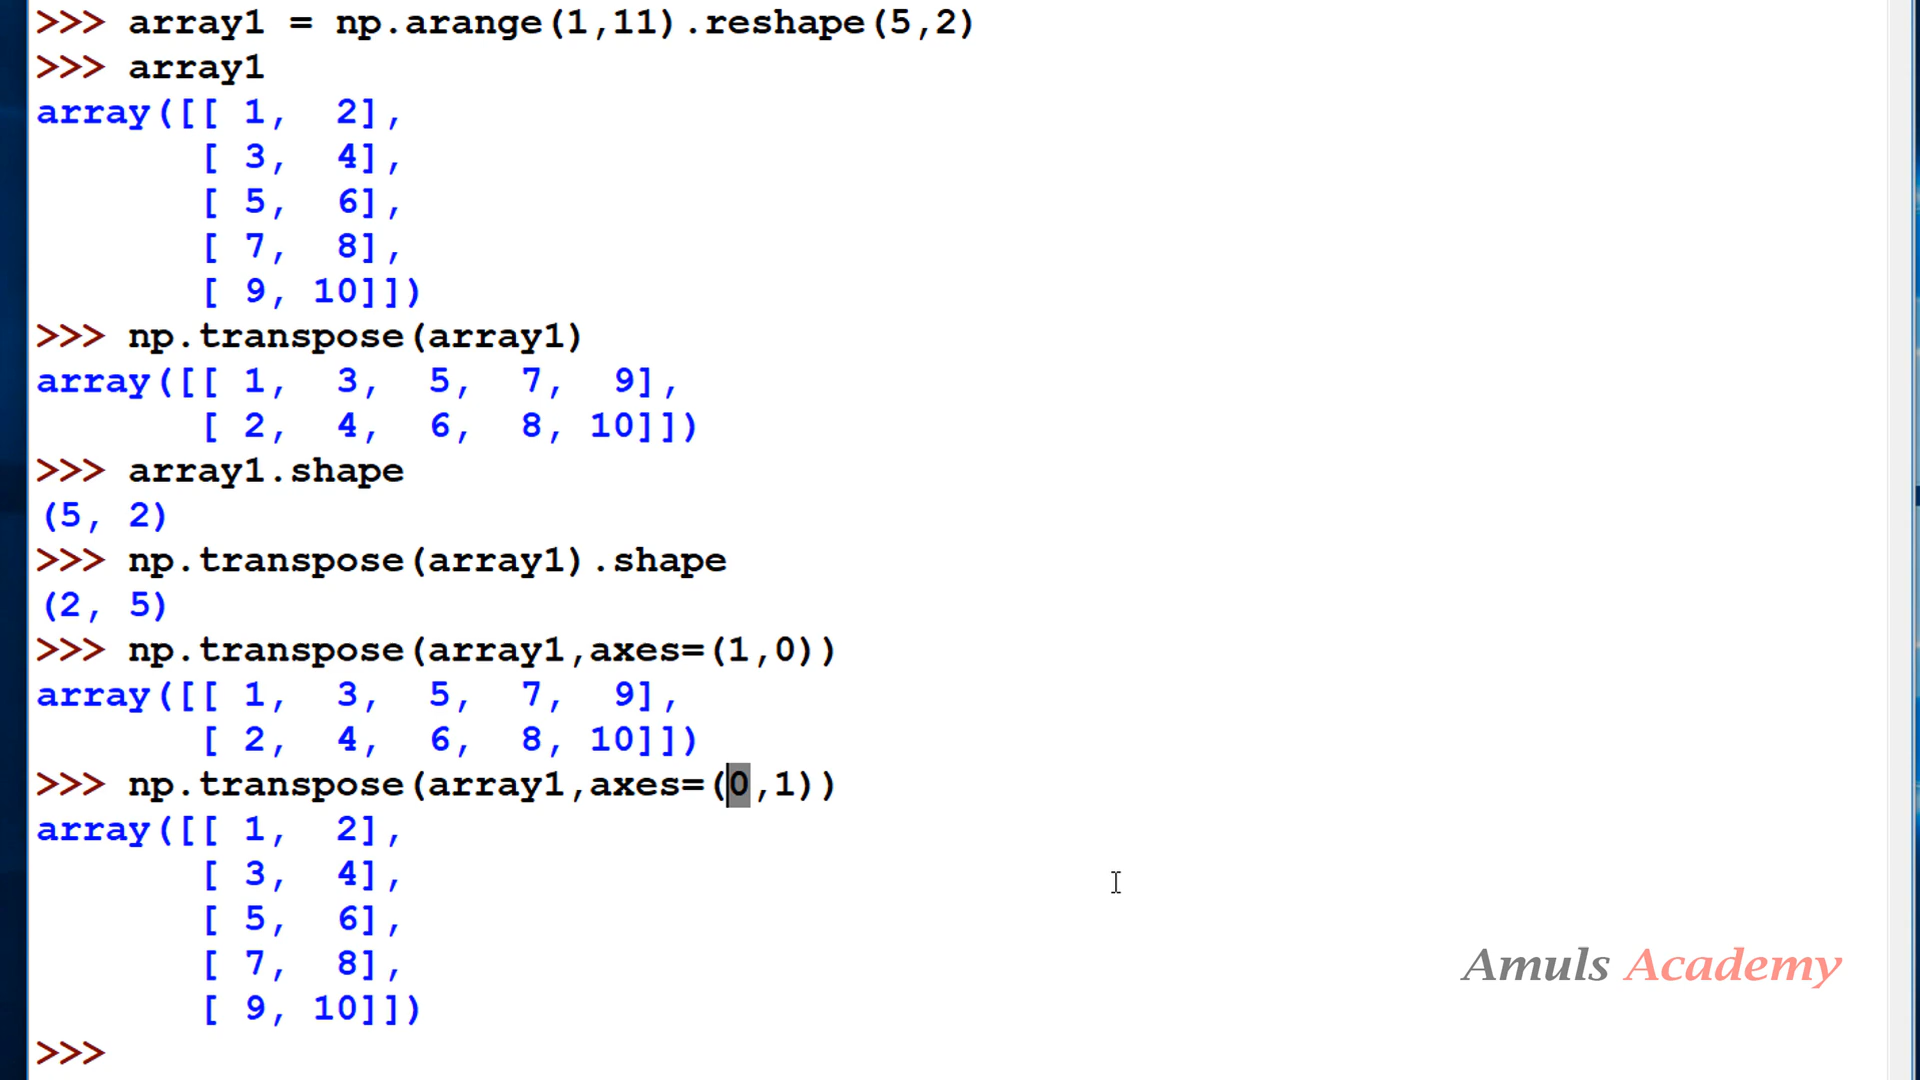 >>> array1 = np.arange(1,11).reshape(5,2)
>>> array1
array([[ 1,  2],
       [ 3,  4],
       [ 5,  6],
       [ 7,  8],
       [ 9, 10]])
>>> np.transpose(array1)
array([[ 1,  3,  5,  7,  9],
       [ 2,  4,  6,  8, 10]])
>>> array1.shape
(5, 2)
>>> np.transpose(array1).shape
(2, 5)
>>> np.transpose(array1,axes=(1,0))
array([[ 1,  3,  5,  7,  9],
       [ 2,  4,  6,  8, 10]])
>>> np.transpose(array1,axes=(0,1))
array([[ 1,  2],
       [ 3,  4],
       [ 5,  6],
       [ 7,  8],
       [ 9, 10]])
>>>
Amuls Academy